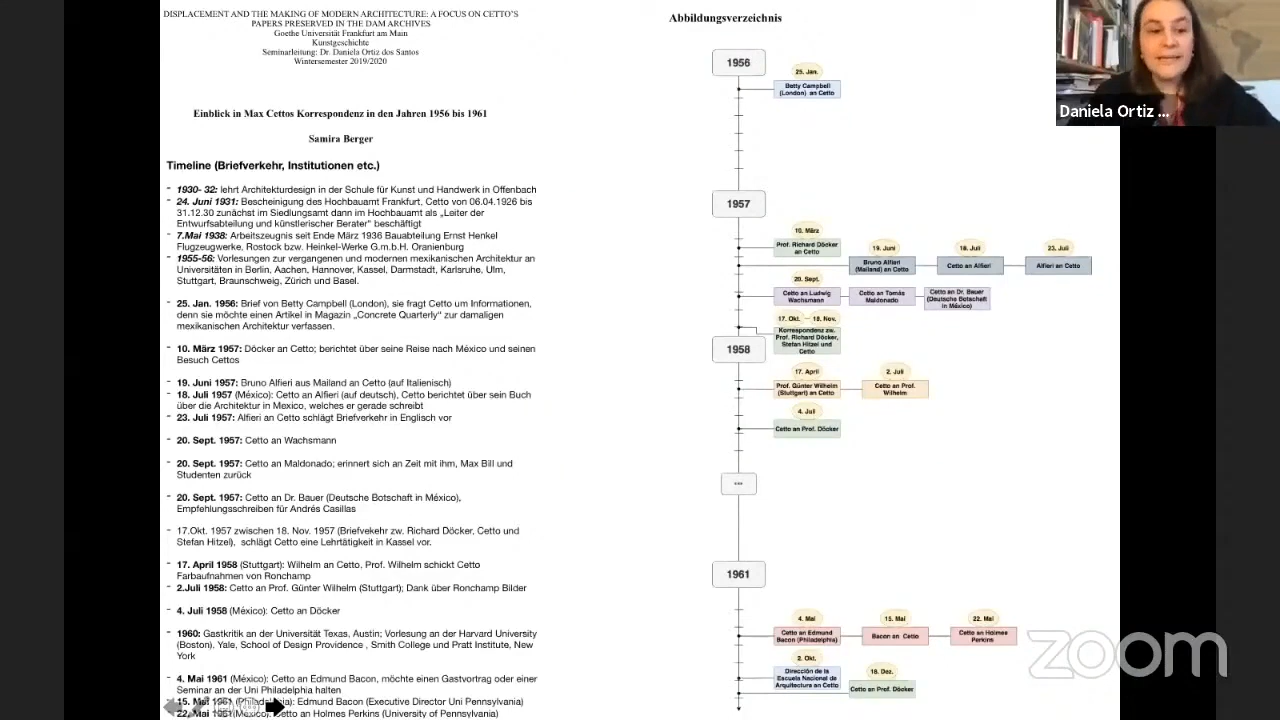 DISPLACEMENT AND THE MAKING OF MODERN ARCHITECTURE: A FOCUS ON CETTO'S
PAPERS PRESERVED IN THE DAM ARCHIVES
Goethe Universität Frankfurt am Main
Kunstgeschichte
Seminarleitung: Dr. Daniela Ortiz dos Santos
Wintersemester 2019/2020
Einblick in Max Cettos Korrespondenz in den Jahren 1956 bis 1961
Samira Berger
Timeline (Briefverkehr, Institutionen etc.)
- 1930- 32: lehrt Architekturdesign in der Schule für Kunst und Handwerk in Offenbach
- 24. Juni 1931: Bescheinigung des Hochbauamt Frankfurt, Cetto von 06.04.1926 bis
31.12.30 zunächst im Siedlungsamt dann im Hochbauamt als „Leiter der
Entwurfsabteilung und künstlerischer Berater" beschäftigt
- 7.Mai 1938: Arbeitszeugnis seit Ende März 1936 Bauabteilung Ernst Henkel
Flugzeugwerke, Rostock bzw. Heinkel-Werke G.m.b.H. Oranienburg
- 1955-56: Vorlesungen zur vergangenen und modernen mexikanischen Architektur an
Universitäten in Berlin, Aachen, Hannover, Kassel, Darmstadt, Karlsruhe, Ulm,
Stuttgart, Braunschweig, Zürich und Basel.
- 25. Jan. 1956: Brief von Betty Campbell (London), sie fragt Cetto um Informationen,
denn sie möchte einen Artikel in Magazin „Concrete Quarterly" zur damaligen
mexikanischen Architektur verfassen.
- 10. März 1957: Döcker an Cetto; berichtet über seine Reise nach México und seinen
Besuch Cettos
- 19. Juni 1957: Bruno Alfieri aus Mailand an Cetto (auf Italienisch)
- 18. Juli 1957 (México): Cetto an Alfieri (auf deutsch), Cetto berichtet über sein Buch
über die Architektur in Mexico, welches er gerade schreibt
- 23. Juli 1957: Alfieri an Cetto schlägt Briefverkehr in Englisch vor
- 20. Sept. 1957: Cetto an Wachsmann
- 20. Sept. 1957: Cetto an Maldonado; erinnert sich an Zeit mit ihm, Max Bill und
Studenten zurück
- 20. Sept. 1957: Cetto an Dr. Bauer (Deutsche Botschaft in México),
Empfehlungsschreiben für Andrés Casillas
- 17.Okt. 1957 zwischen 18. Nov. 1957 (Briefvekehr zw. Richard Döcker, Cetto und
Stefan Hitzel), schlägt Cetto eine Lehrtätigkeit in Kassel vor.
- 17. April 1958 (Stuttgart): Wilhelm an Cetto, Prof. Wilhelm schickt Cetto
Farbaufnahmen von Ronchamp
- 2.Juli 1958: Cetto an Prof. Günter Wilhelm (Stuttgart); Dank über Ronchamp Bilder
- 4. Juli 1958 (México): Cetto an Döcker
- 1960: Gastkritik an der Universität Texas, Austin; Vorlesung an der Harvard University
(Boston), Yale, School of Design Providence , Smith College und Pratt Institute, New
York
- 4. Mai 1961 (México): Cetto an Edmund Bacon, möchte einen Gastvortrag oder einer
Seminar an der Uni Philadelphia halten
- 15. Mai 1961 (Philadelphia): Edmund Bacon (Executive Director Uni Pennsylvania)
22. Mai 1961 (México): Cetto an Holmes Perkins (University of Pennsylvania)
Abbildungsverzeichnis
1956
25. Jan.
Betty Campbell
(London) an Cetto
1957
10. März
Prof. Richard Döcker
an Cetto
19. Juni
Bruno Alfieri
(Mailand) an Cetto
18. Juli
Cetto an Alfieri
23. Juli
Alfieri an Cetto
20. Sept.
Cetto an Ludwig
Wachsmann
Cetto an Tomás
Maldonado
Cetto an Dr. Bauer
(Deutsche Botschaft
in México)
17. Okt. — 18. Nov.
Korrespondenz zw.
Prof. Richard Döcker,
Stefan Hitzel und
Cetto
1958
17. April
Prof. Günter Wilhelm
(Stuttgart) an Cetto
2. Juli
Cetto an Prof.
Wilhelm
4. Juli
Cetto an Prof. Döcker
...
1961
4. Mai
Cetto an Edmund
Bacon (Philadelphia)
15. Mai
Bacon an Cetto
22. Mai
Cetto an Holmes
Perkins
2. Okt.
Dirección de la
Escuela Nacional de
Arquitectura an Cetto
18. Dez.
Cetto an Prof. Döcker
Daniela Ortiz ...
zoom